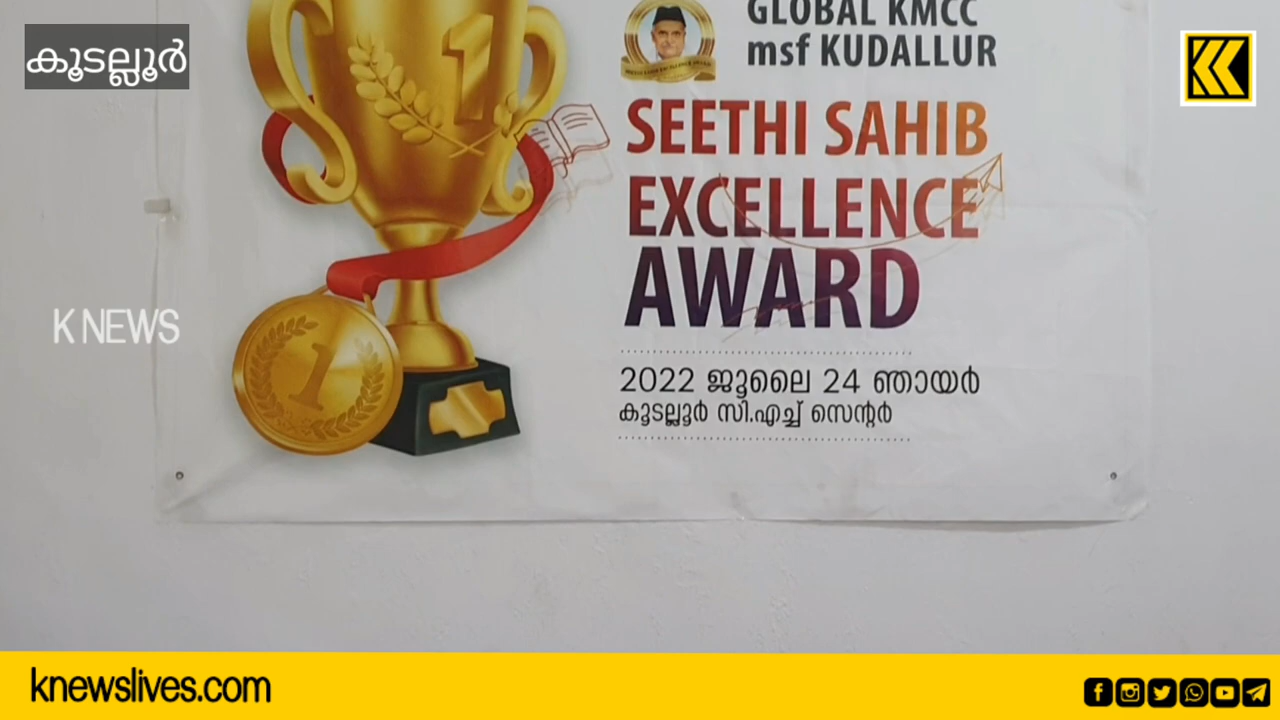 കൂടല്ലൂർ
GLOBAL KMCC
msf KUDALLUR
SEETHI SAHIB
EXCELLENCE
AWARD
2022 ജൂലൈ 24 ഞായർ
കൂടല്ലൂർ സി.എച്ച് സെന്റർ
K NEWS
knewslives.com